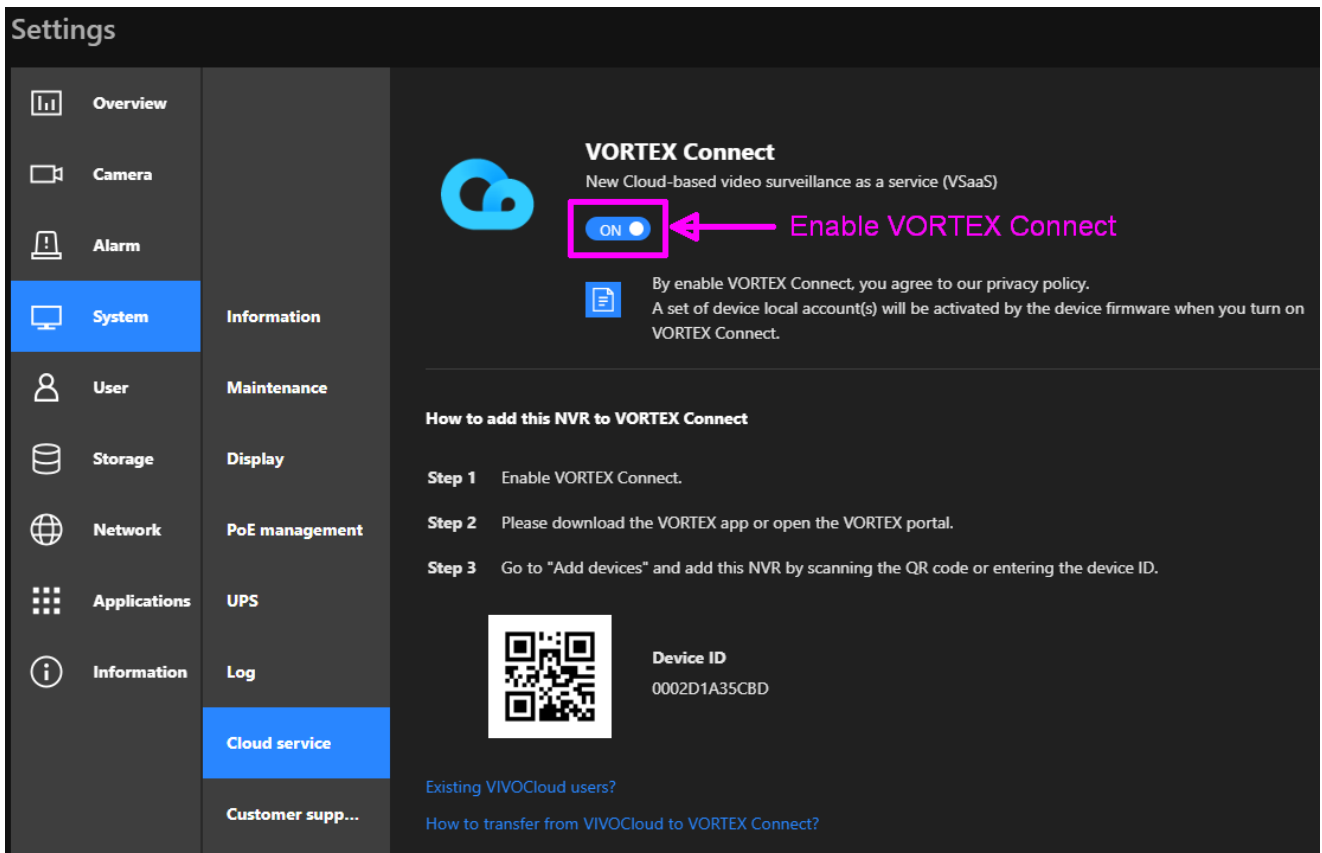 Settings
Overview
Camera
Alarm
System
User
Storage
Network
Applications
Information
Information
Maintenance
Display
PoE management
UPS
Log
Cloud service
Customer supp...
VORTEX Connect
New Cloud-based video surveillance as a service (VSaaS)
ON
Enable VORTEX Connect
By enable VORTEX Connect, you agree to our privacy policy.
A set of device local account(s) will be activated by the device firmware when you turn on
VORTEX Connect.
How to add this NVR to VORTEX Connect
Step 1 Enable VORTEX Connect.
Step 2 Please download the VORTEX app or open the VORTEX portal.
Step 3 Go to "Add devices" and add this NVR by scanning the QR code or entering the device ID.
Device ID
0002D1A35CBD
Existing VIVOCloud users?
How to transfer from VIVOCloud to VORTEX Connect?